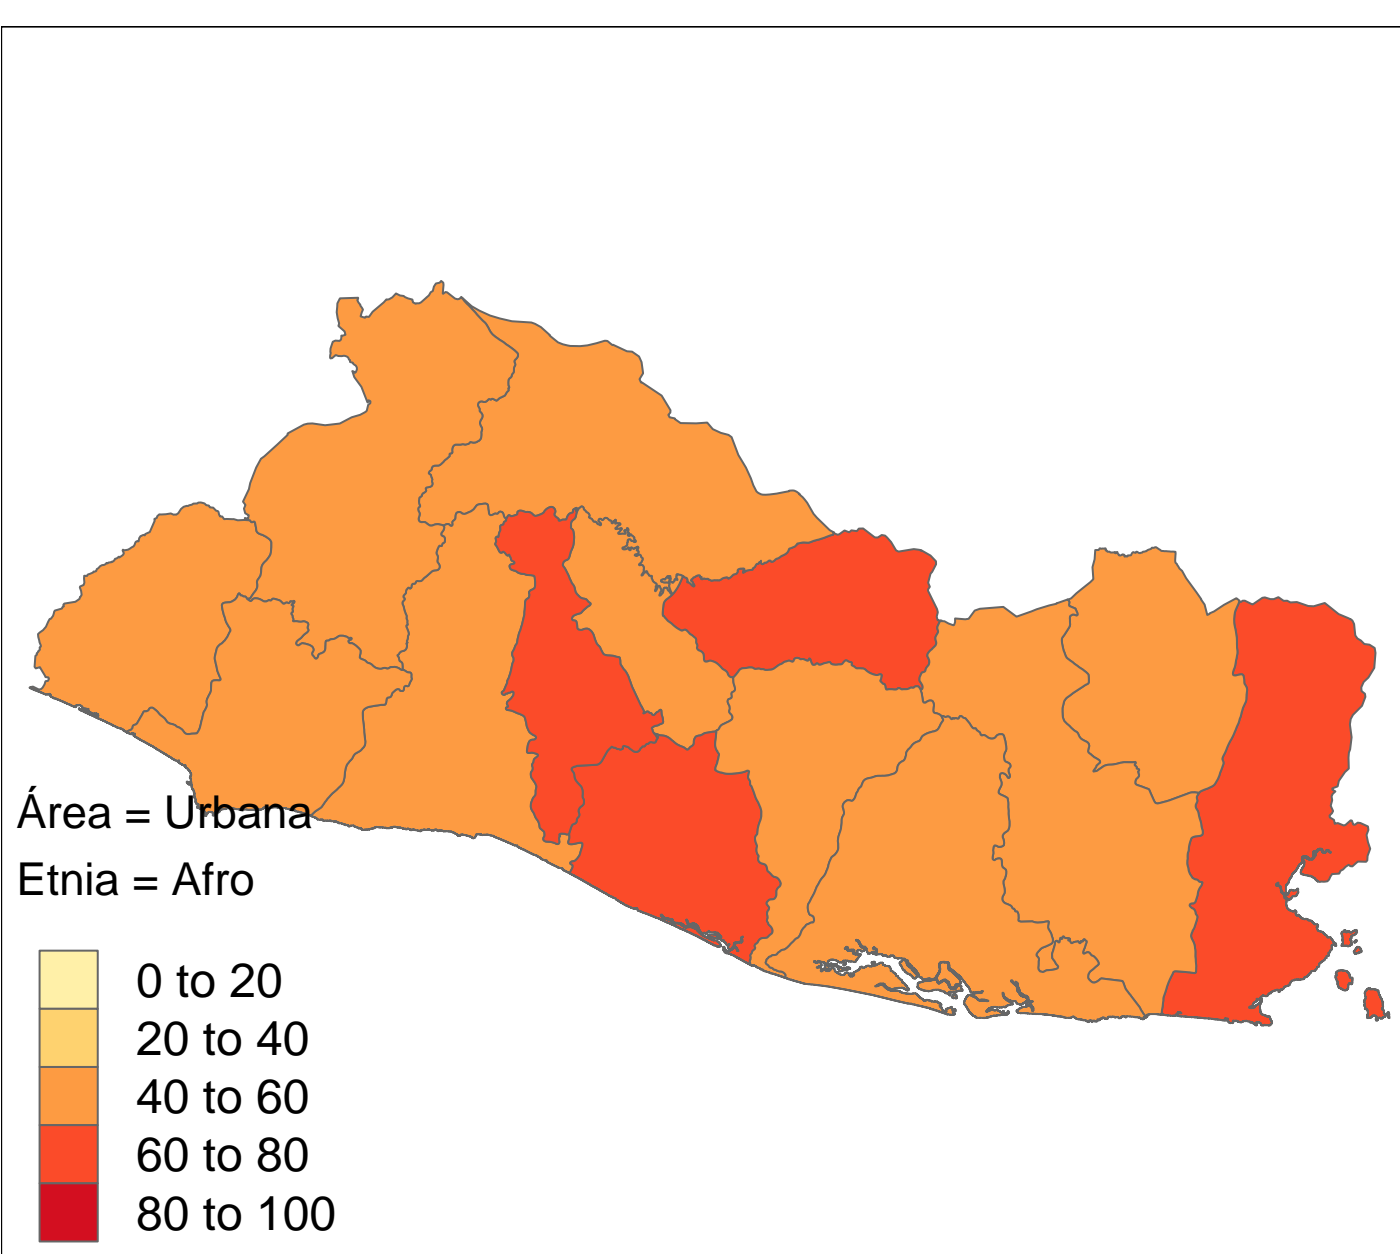 Área = Urbana
Etnia = Afro
0 to 20
20 to 40
40 to 60
60 to 80
80 to 100